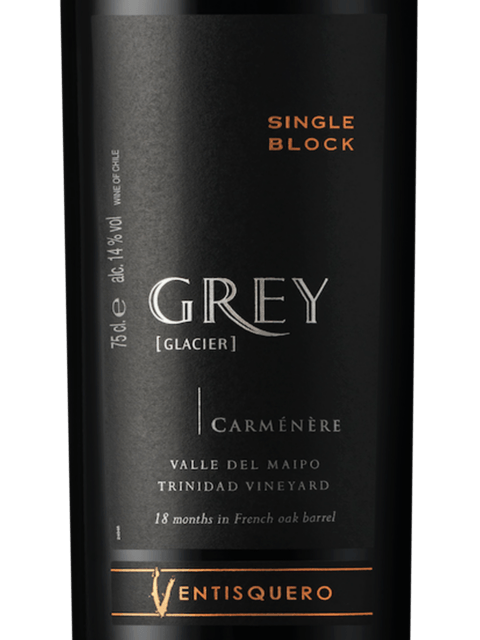 SINGLE
BLOCK
WINE OF CHILE
75 cl. e alc. 14 % vol
GREY
[GLACIER]
CARMÉNÈRE
VALLE DEL MAIPO
TRINIDAD VINEYARD
18 months in French oak barrel
VENTISQUERO